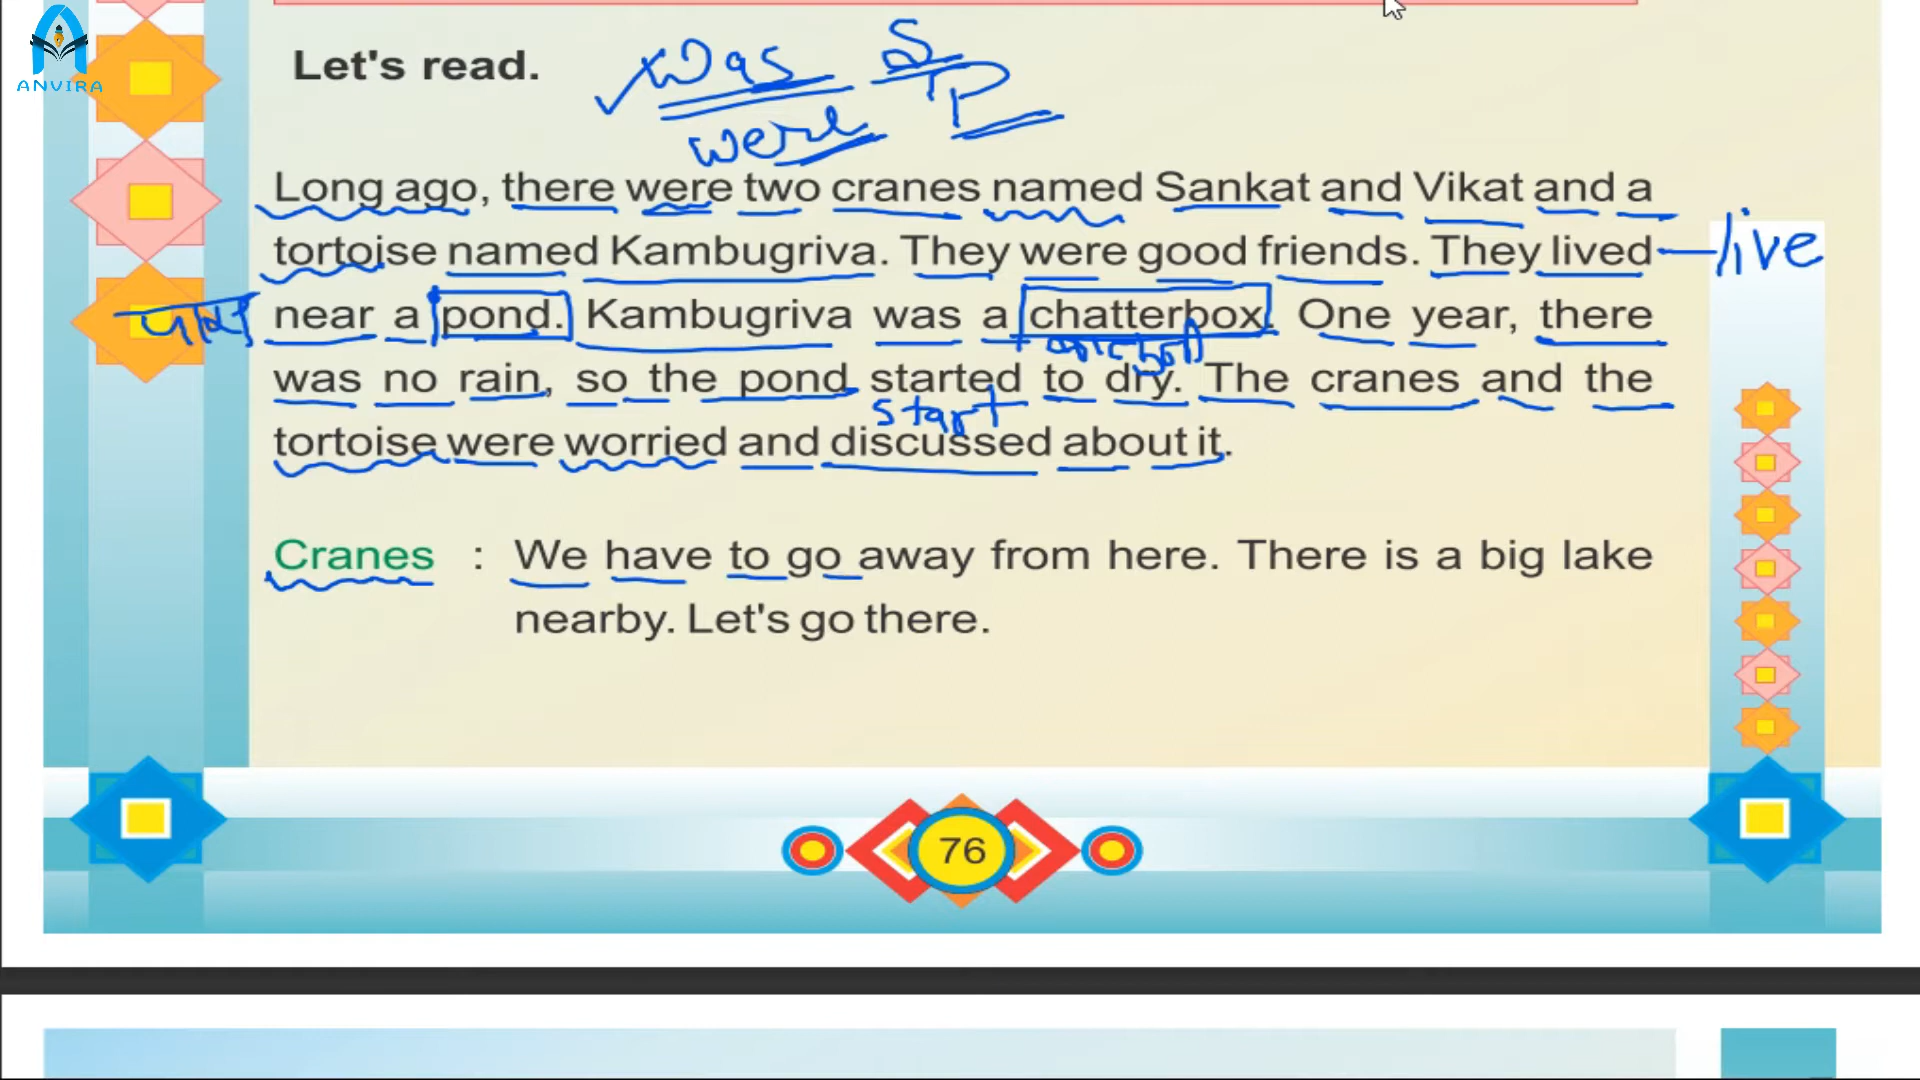 ANVIRA
Let's read.
was S
were P
Long ago, there were two cranes named Sankat and Vikat and a
tortoise named Kambugriva. They were good friends. They lived
live
near a pond. Kambugriva was a chatterbox. One year, there
was no rain, so the pond started to dry. The cranes and the
start
tortoise were worried and discussed about it.
Cranes : We have to go away from here. There is a big lake
nearby. Let's go there.
76